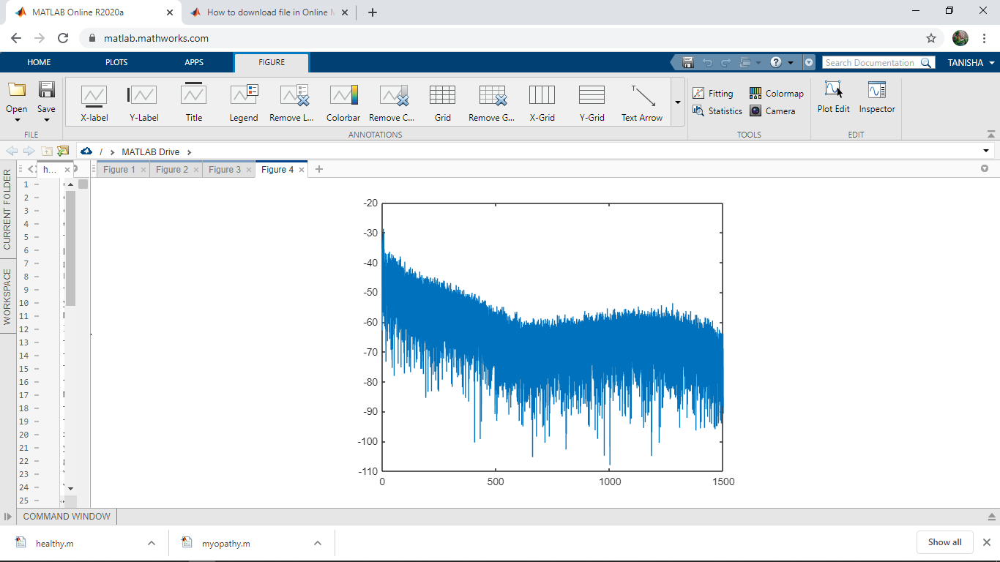 MATLAB Online R2020a
How to download file in Online M
matlab.mathworks.com
HOME PLOTS APPS FIGURE
Search Documentation
TANISHA
Open Save
X-label Y-Label Title Legend Remove L... Colorbar Remove C... Grid Remove G... X-Grid Y-Grid Text Arrow
T
Fitting Colormap
Statistics Camera
Plot Edit Inspector
FILE ANNOTATIONS TOOLS EDIT
/ MATLAB Drive
CURRENT FOLDER
WORKSPACE
h...
Figure 1 Figure 2 Figure 3 Figure 4
1
2
3
4
5
6
7
8
9
10
11
12
13
14
15
16
17
18
19
20
21
22
23
24
25
-20
-30
-40
-50
-60
-70
-80
-90
-100
-110
0 500 1000 1500
COMMAND WINDOW
healthy.m myopathy.m Show all